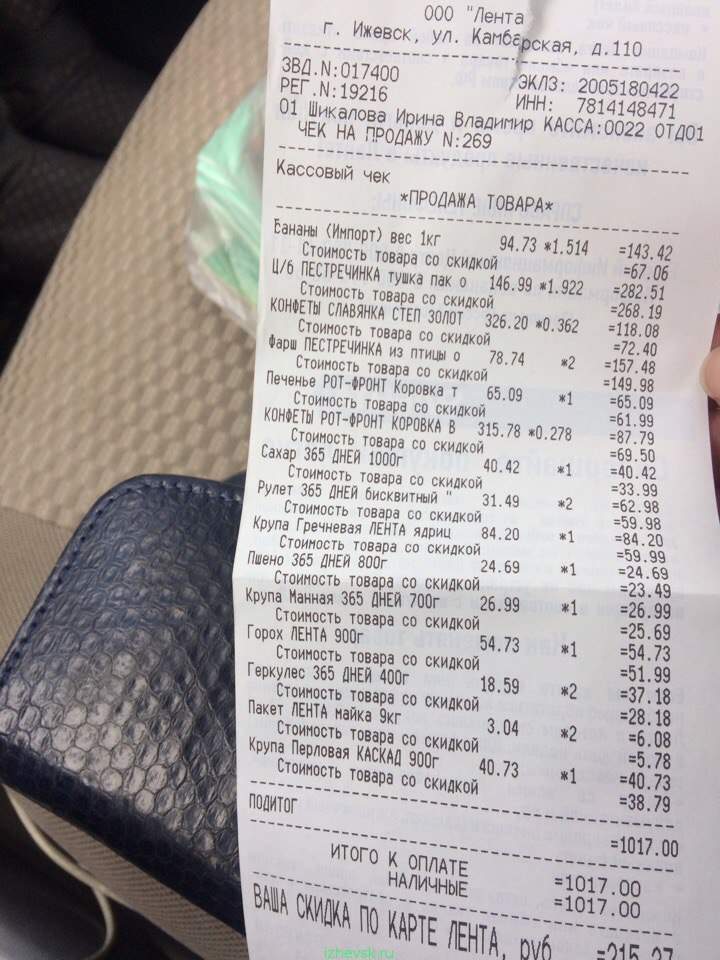 ООО "Лента
г. Ижевск, ул. Камбарская, д.110
ЗВД.N:017400 ЭКЛЗ: 2005180422
РЕГ.N:19216 ИНН: 7814148471
01 Шикалова Ирина Владимир КАССА:0022 ОТД01
ЧЕК НА ПРОДАЖУ N:269
Кассовый чек
*ПРОДАЖА ТОВАРА*
Бананы (Импорт) вес 1кг 94.73 *1.514 =143.42
Стоимость товара со скидкой =67.06
Ц/б ПЕСТРЕЧИНКА тушка пак о 146.99 *1.922 =282.51
Стоимость товара со скидкой =268.19
КОНФЕТЫ СЛАВЯНКА СТЕП ЗОЛОТ 326.20 *0.362 =118.08
Стоимость товара со скидкой =72.40
Фарш ПЕСТРЕЧИНКА из птицы о 78.74 *2 =157.48
Стоимость товара со скидкой =149.98
Печенье РОТ-ФРОНТ Коровка т 65.09 *1 =65.09
Стоимость товара со скидкой =61.99
КОНФЕТЫ РОТ-ФРОНТ КОРОВКА В 315.78 *0.278 =87.79
Стоимость товара со скидкой =69.50
Сахар 365 ДНЕЙ 1000г 40.42 *1 =40.42
Стоимость товара со скидкой =33.99
Рулет 365 ДНЕЙ бисквитный " 31.49 *2 =62.98
Стоимость товара со скидкой =59.98
Крупа Гречневая ЛЕНТА ядриц 84.20 *1 =84.20
Стоимость товара со скидкой =59.99
Пшено 365 ДНЕЙ 800г 24.69 *1 =24.69
Стоимость товара со скидкой =23.49
Крупа Манная 365 ДНЕЙ 700г 26.99 *1 =26.99
Стоимость товара со скидкой =25.69
Горох ЛЕНТА 900г 54.73 *1 =54.73
Стоимость товара со скидкой =51.99
Геркулес 365 ДНЕЙ 400г 18.59 *2 =37.18
Стоимость товара со скидкой =28.18
Пакет ЛЕНТА майка 9кг 3.04 *2 =6.08
Стоимость товара со скидкой =5.78
Крупа Перловая КАСКАД 900г 40.73 *1 =40.73
Стоимость товара со скидкой =38.79
ПОДИТОГ =1017.00
ИТОГО К ОПЛАТЕ =1017.00
НАЛИЧНЫЕ =1017.00
ВАША СКИДКА ПО КАРТЕ ЛЕНТА, руб =215.27
izhevsk.ru